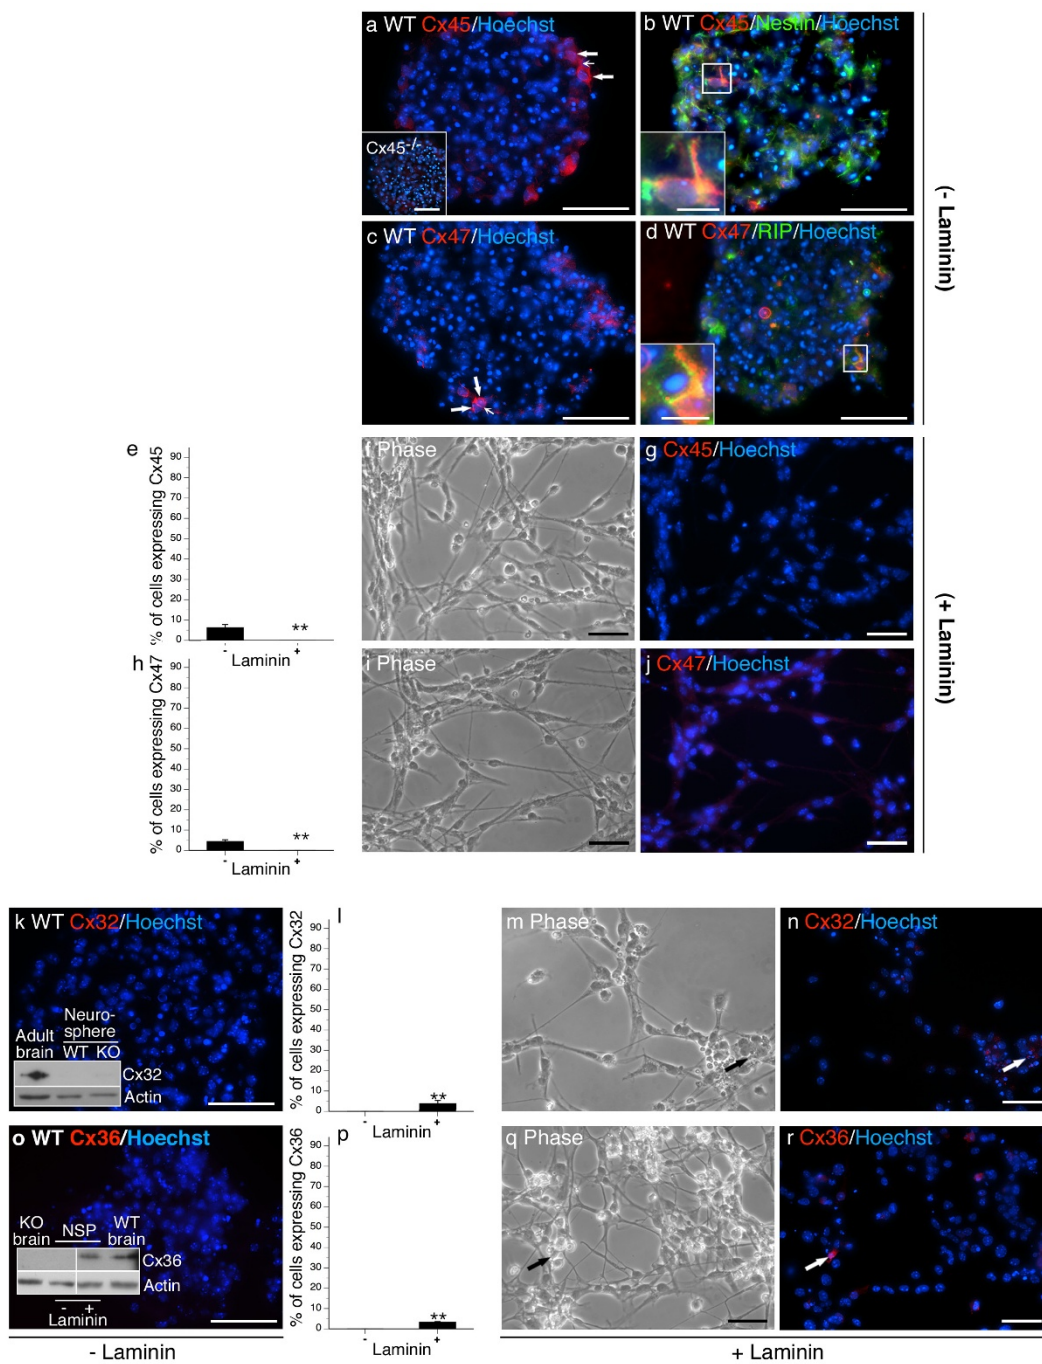 a WT Cx45/Hoechst
Cx45-/-
b WT Cx45/Nestin/Hoechst
c WT Cx47/Hoechst
d WT Cx47/RIP/Hoechst
(- Laminin)
e
% of cells expressing Cx45
90
80
70
60
50
40
30
20
10
0
**
- Laminin +
f Phase
g Cx45/Hoechst
h
% of cells expressing Cx47
90
80
70
60
50
40
30
20
10
0
**
- Laminin +
i Phase
j Cx47/Hoechst
(+ Laminin)
k WT Cx32/Hoechst
Neuro-
Adult sphere
brain WT KO
Cx32
Actin
l
% of cells expressing Cx32
90
80
70
60
50
40
30
20
10
0
**
- Laminin +
m Phase
n Cx32/Hoechst
o WT Cx36/Hoechst
KO NSP WT
brain brain
Cx36
Actin
- +
Laminin
p
% of cells expressing Cx36
90
80
70
60
50
40
30
20
10
0
**
- Laminin +
q Phase
r Cx36/Hoechst
- Laminin
+ Laminin